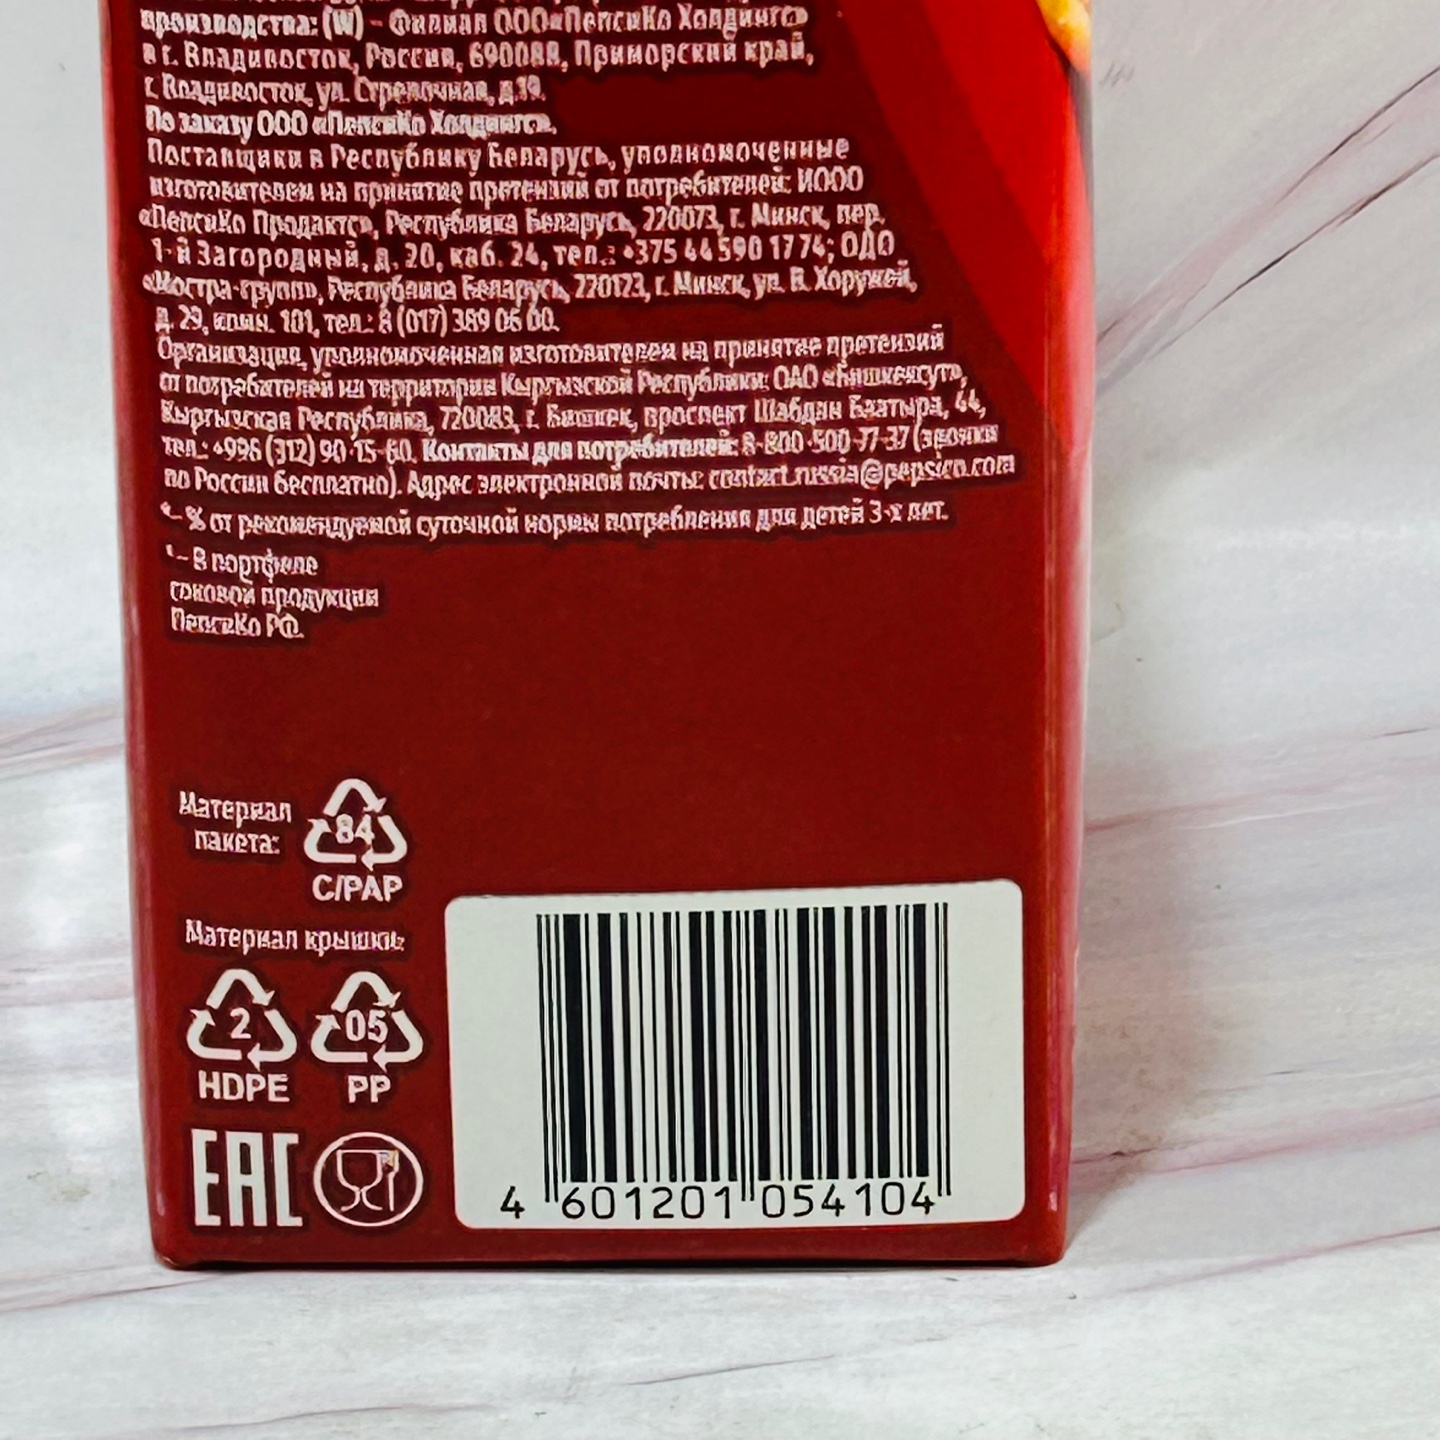 производства: (W) – Филиал ООО «ПепсиКо Холдингс»
в г. Владивосток, Россия, 690088, Приморский край,
г. Владивосток, ул. Стрелочная, д.19.
По заказу ООО «ПепсиКо Холдингс».
Поставщики в Республику Беларусь, уполномоченные
изготовителем на принятие претензий от потребителей: ИООО
«ПепсиКо Продактс», Республика Беларусь, 220073, г. Минск, пер.
1-й Загородный, д. 20, каб. 24, тел.: +375 44 590 17 74; ОДО
«Мостра-групп», Республика Беларусь, 220123, г. Минск, ул. В. Хоружей,
д. 29, комн. 101, тел.: 8 (017) 389 06 00.
Организация, уполномоченная изготовителем на принятие претензий
от потребителей на территории Кыргызской Республики: ОАО «Бишкексут»,
Кыргызская Республика, 720083, г. Бишкек, проспект Шабдан Баатыра, 44,
тел.: +996 (312) 90-15-60. Контакты для потребителей: 8-800-500-77-37 (звонки
по России бесплатно). Адрес электронной почты: contact.russia@pepsico.com
*– % от рекомендуемой суточной нормы потребления для детей 3-х лет.
– В портфеле
соковой продукции
ПепсиКо РФ.
Материал
пакета:
84
C/PAP
Материал крышки:
2 05
HDPE PP
EAC
4 601201 054104